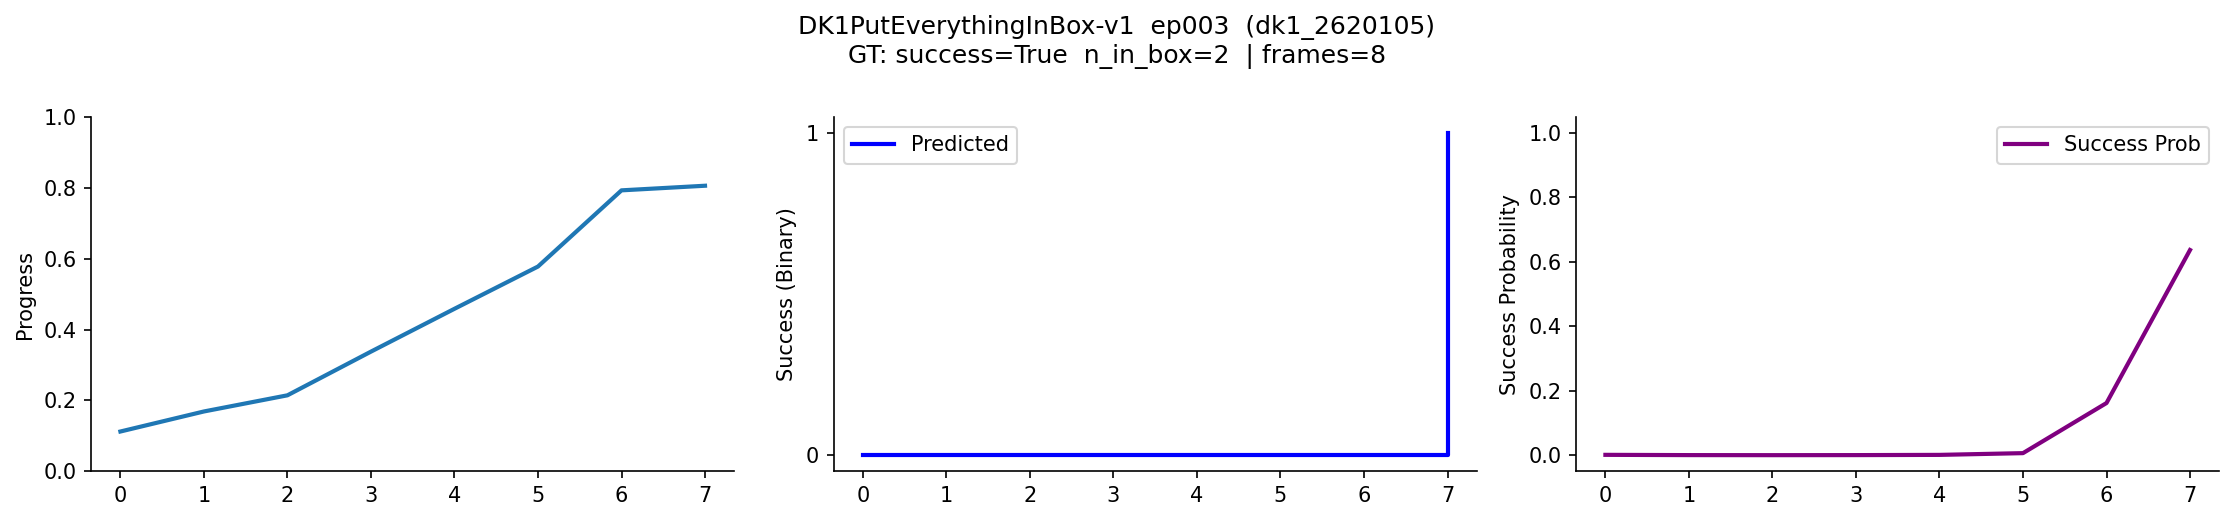 DK1PutEverythingInBox-v1  ep003  (dk1_2620105)
GT: success=True  n_in_box=2  | frames=8
Progress
1.0
0.8
0.6
0.4
0.2
0.0
0 1 2 3 4 5 6 7
Success (Binary)
1
0
Predicted
0 1 2 3 4 5 6 7
Success Probability
1.0
0.8
0.6
0.4
0.2
0.0
Success Prob
0 1 2 3 4 5 6 7